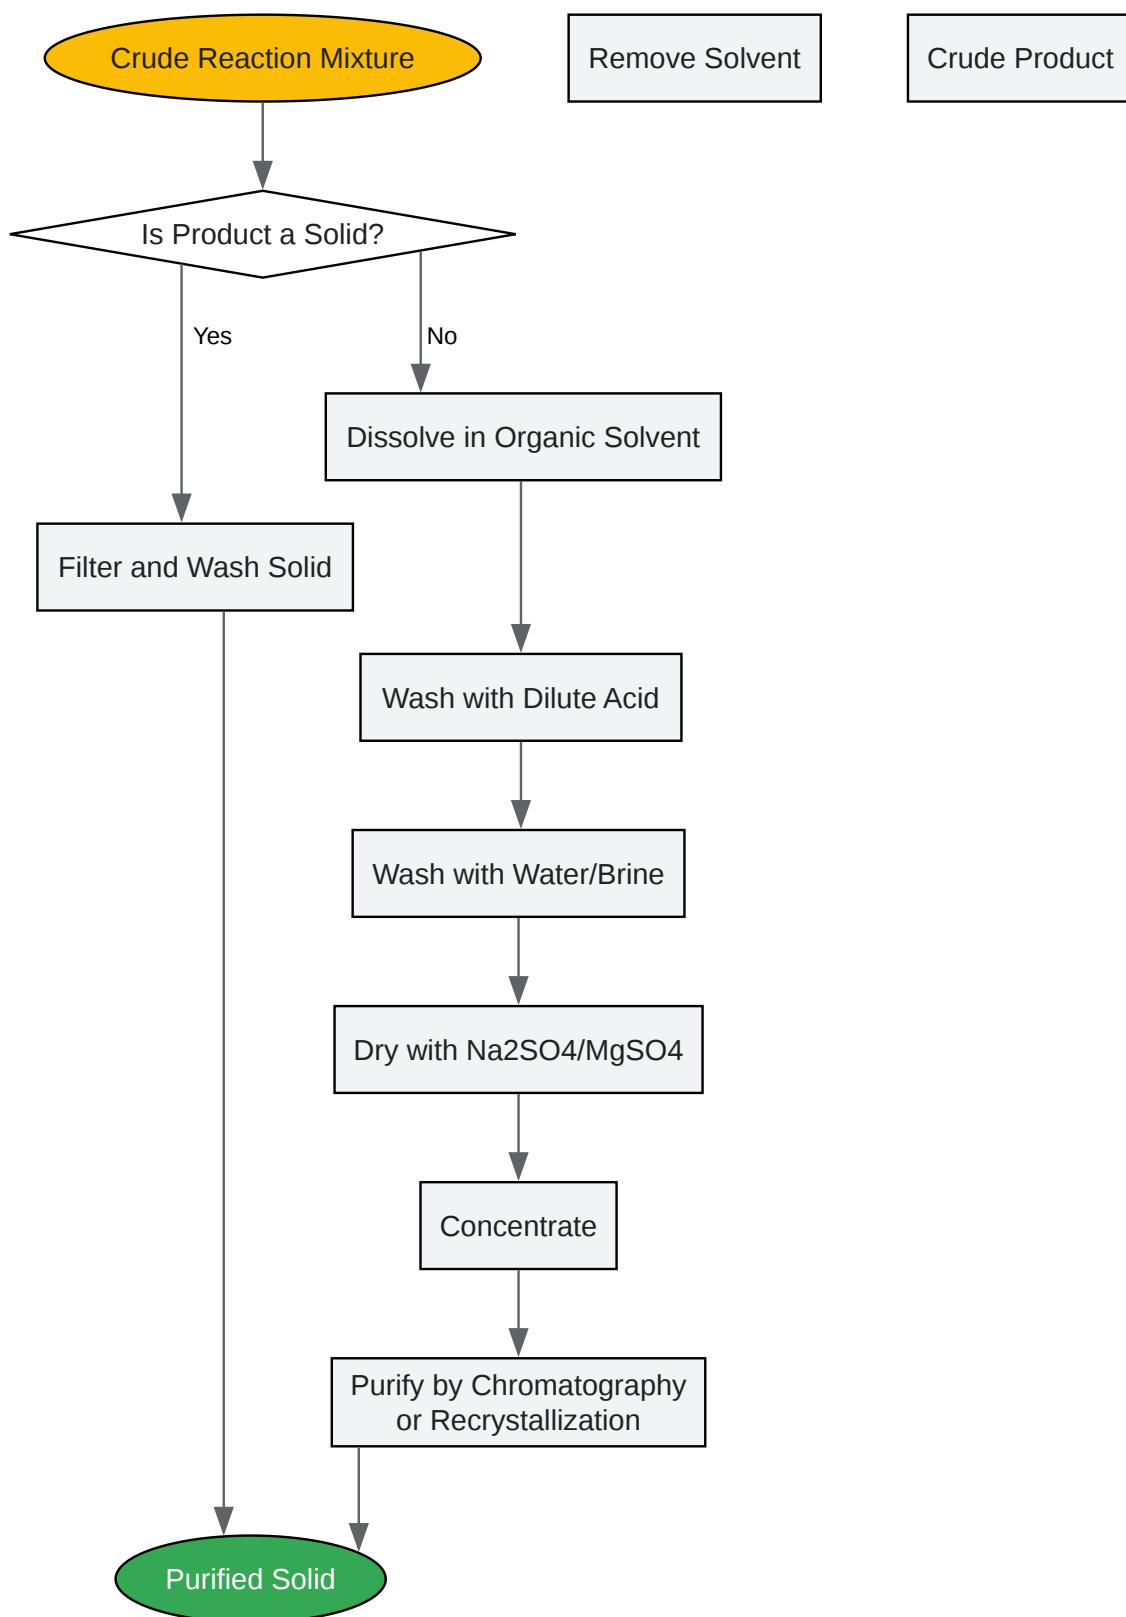 Crude Reaction Mixture
Remove Solvent
Crude Product
Is Product a Solid?
Yes
No
Dissolve in Organic Solvent
Filter and Wash Solid
Wash with Dilute Acid
Wash with Water/Brine
Dry with Na2SO4/MgSO4
Concentrate
Purify by Chromatography
or Recrystallization
Purified Solid